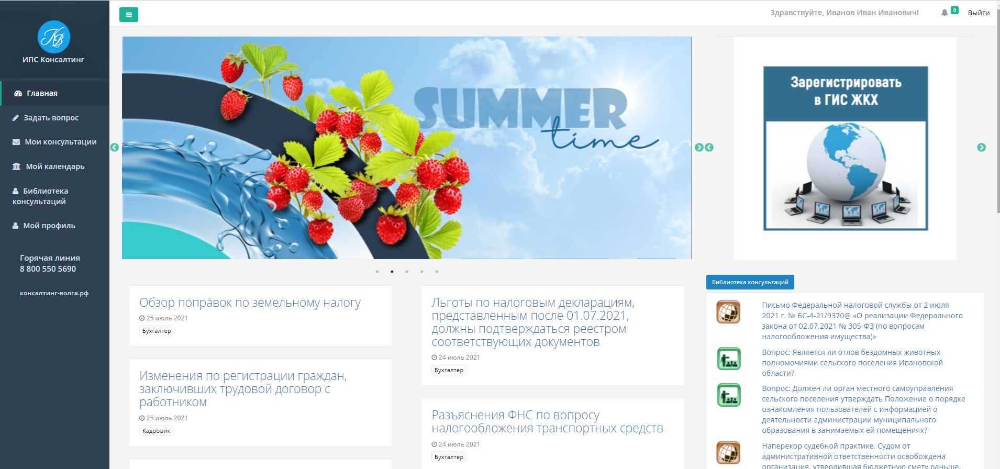 ИПС Консалтинг
Главная
Задать вопрос
Мои консультации
Мой календарь
Библиотека
консультаций
Мой профиль
Горячая линия
8 800 550 5690
консалтинг-волга.рф
Здравствуйте, Иванов Иван Иванович!
0
Выйти
SUMMER
time
Зарегистрировать
в ГИС ЖКХ
Обзор поправок по земельному налогу
25 июль 2021
Бухгалтер
Изменения по регистрации граждан,
заключивших трудовой договор с
работником
25 июль 2021
Кадровик
Льготы по налоговым декларациям,
представленным после 01.07.2021,
должны подтверждаться реестром
соответствующих документов
24 июль 2021
Бухгалтер
Разъяснения ФНС по вопросу
налогообложения транспортных средств
24 июль 2021
Бухгалтер
Библиотека консультаций
Письмо Федеральной налоговой службы от 2 июля
2021 г. № БС-4-21/9370@ «О реализации Федерального
закона от 02.07.2021 № 305-ФЗ (по вопросам
налогообложения имущества)»
Вопрос: Является ли отлов бездомных животных
полномочиями сельского поселения Ивановской
области?
Вопрос: Должен ли орган местного самоуправления
сельского поселения утверждать Положение о порядке
ознакомления пользователей с информацией о
деятельности администрации муниципального
образования в занимаемых ей помещениях?
Наперекор судебной практике. Судом от
административной ответственности освобождена
организация, утвердившая бюджетную смету раньше,